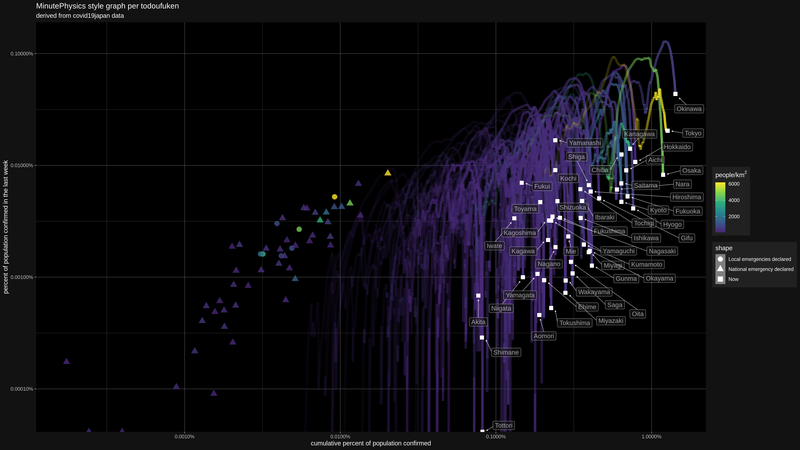 MinutePhysics style graph per todoufuken
derived from covid19japan data
0.10000%
0.01000%
0.00100%
0.00010%
percent of population confirmed in the last week
0.0010%
0.0100%
0.1000%
1.0000%
cumulative percent of population confirmed
Okinawa
Tokyo
Kanagawa
Yamanashi
Hokkaido
Shiga
Aichi
Chiba
Osaka
Kochi
Fukui
Saitama
Nara
Hiroshima
Toyama
Shizuoka
Kyoto
Fukuoka
Ibaraki
Tochigi
Hyogo
Kagoshima
Fukushima
Ishikawa
Gifu
Iwate
Kagawa
Mie
Yamaguchi
Nagasaki
Nagano
Miyagi
Kumamoto
Gunma
Okayama
Yamagata
Wakayama
Niigata
Ehime
Saga
Oita
Akita
Tokushima
Miyazaki
Aomori
Shimane
Tottori
people/km²
6000
4000
2000
shape
Local emergencies declared
National emergency declared
Now